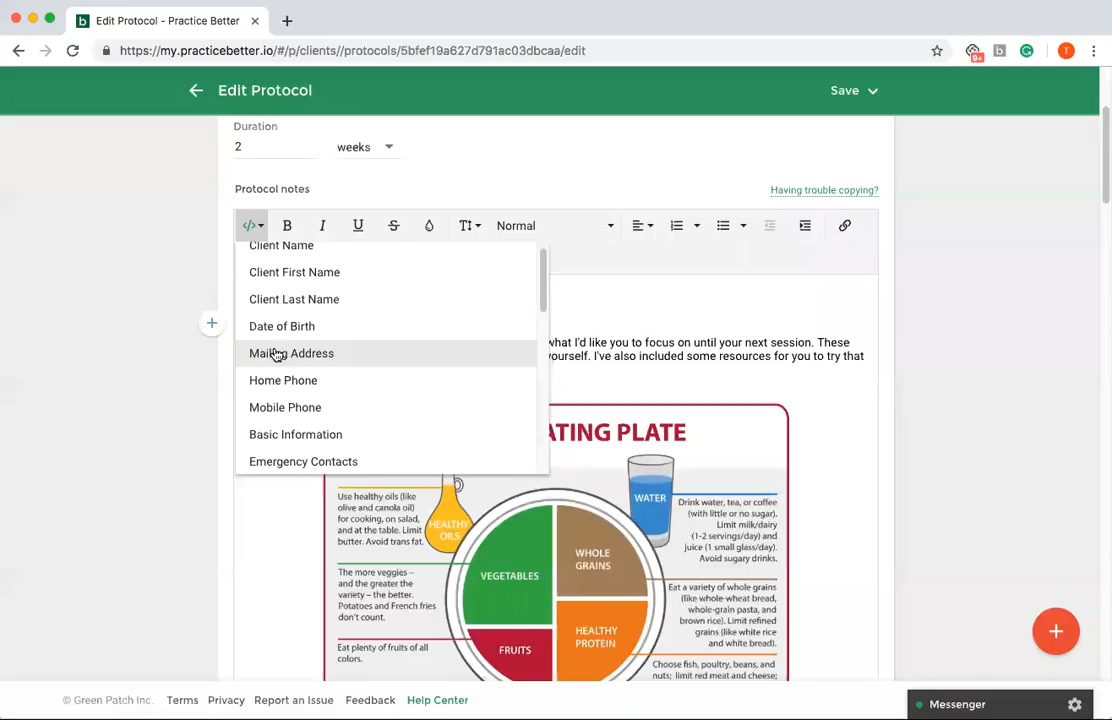 Edit Protocol - Practice Better
https://my.practicebetter.io/#/p/clients//protocols/5bfef19a627d791ac03dbcaa/edit
9+
b
T
Edit Protocol
Save
Duration
2
weeks
Protocol notes
Having trouble copying?
</>
B
I
U
S
Normal
Client Name
Client First Name
Client Last Name
Date of Birth
Mailing Address
Home Phone
Mobile Phone
Basic Information
Emergency Contacts
what I'd like you to focus on until your next session. These
yourself. I've also included some resources for you to try that
ATING PLATE
Use healthy oils (like
olive and canola oil)
for cooking, on salad,
and at the table. Limit
butter. Avoid trans fat.
HEALTHY
OILS
WATER
Drink water, tea, or coffee
(with little or no sugar).
Limit milk/dairy
(1-2 servings/day) and
juice (1 small glass/day).
Avoid sugary drinks.
The more veggies –
and the greater the
variety – the better.
Potatoes and French fries
don't count.
VEGETABLES
WHOLE
GRAINS
Eat a variety of whole grains
(like whole-wheat bread,
whole-grain pasta, and
brown rice). Limit refined
grains (like white rice
and white bread).
Eat plenty of fruits of all
colors.
FRUITS
HEALTHY
PROTEIN
Choose fish, poultry, beans, and
nuts; limit red meat and cheese;
© Green Patch Inc.
Terms
Privacy
Report an Issue
Feedback
Help Center
Messenger